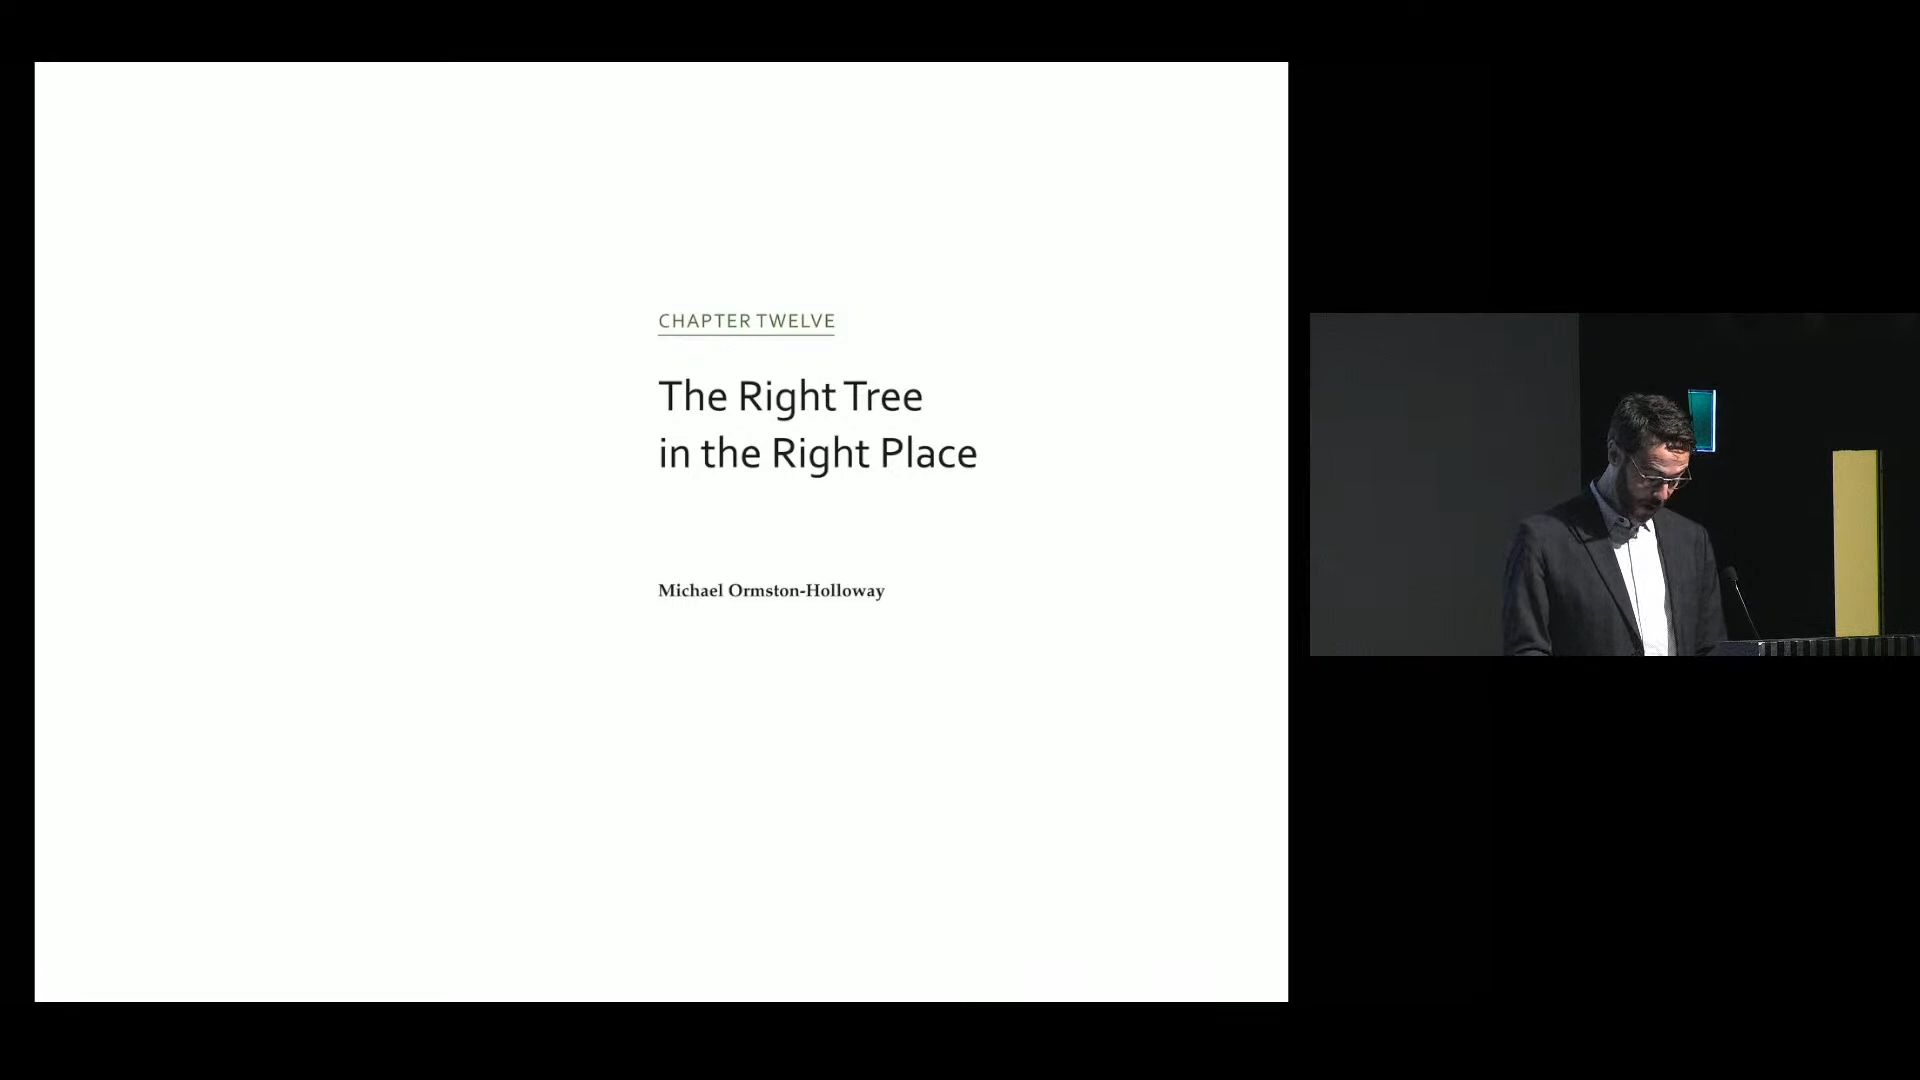 CHAPTER TWELVE
The Right Tree
in the Right Place
Michael Ormston-Holloway